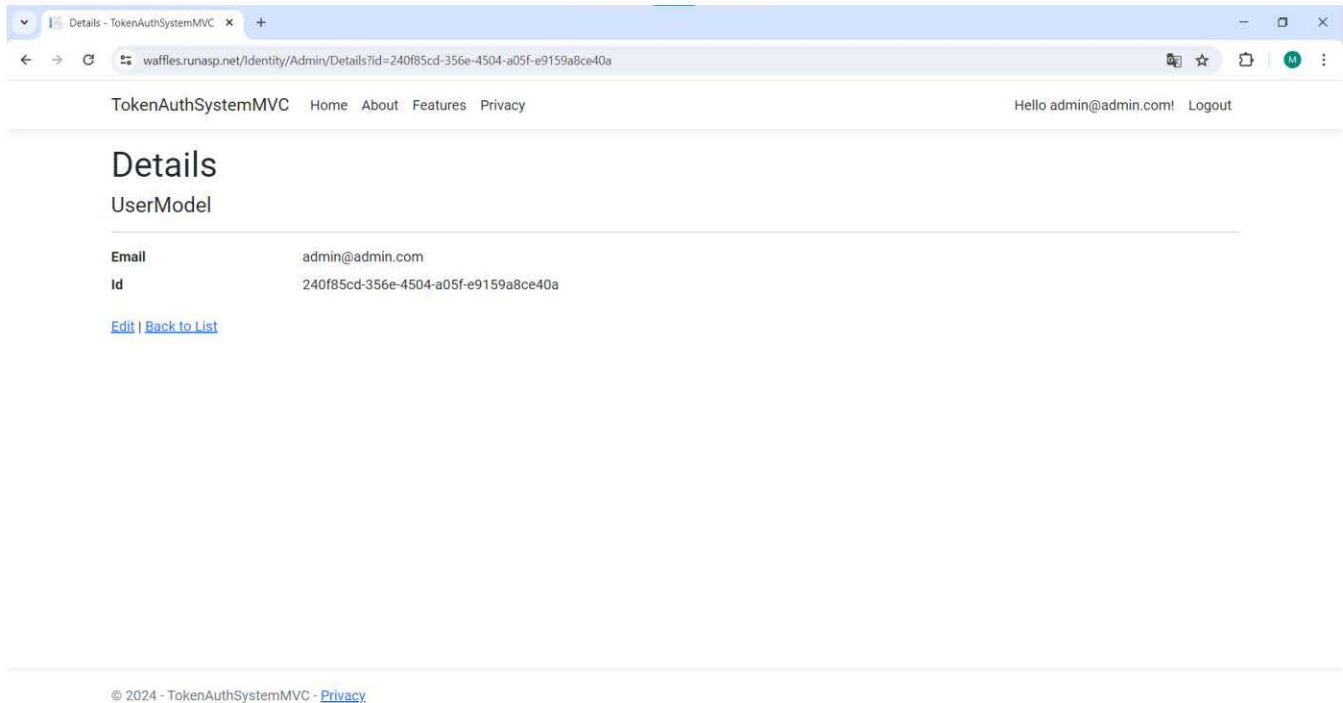 Details - TokenAuthSystemMVC
waffles.runasp.net/Identity/Admin/Details?id=240f85cd-356e-4504-a05f-e9159a8ce40a
M
TokenAuthSystemMVC Home About Features Privacy Hello admin@admin.com! Logout
Details
UserModel
Email admin@admin.com
Id 240f85cd-356e-4504-a05f-e9159a8ce40a
Edit | Back to List
© 2024 - TokenAuthSystemMVC - Privacy